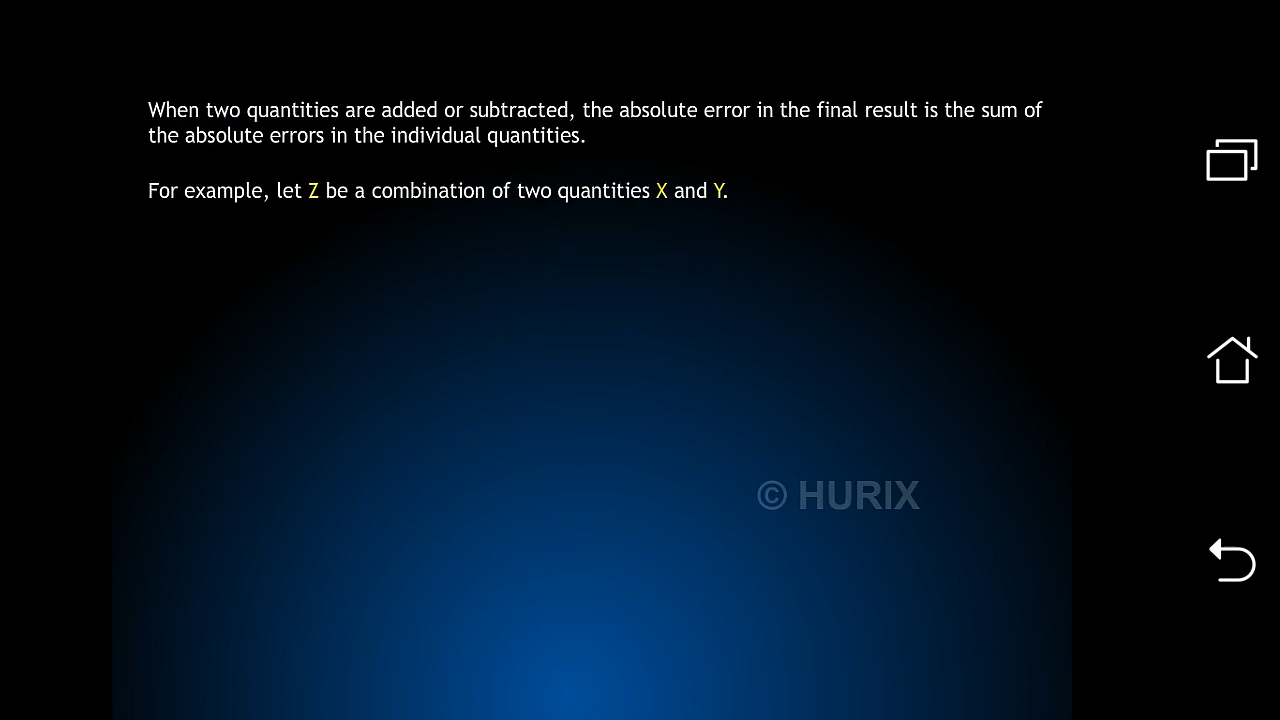 When two quantities are added or subtracted, the absolute error in the final result is the sum of
the absolute errors in the individual quantities.
For example, let Z be a combination of two quantities X and Y.
© HURIX